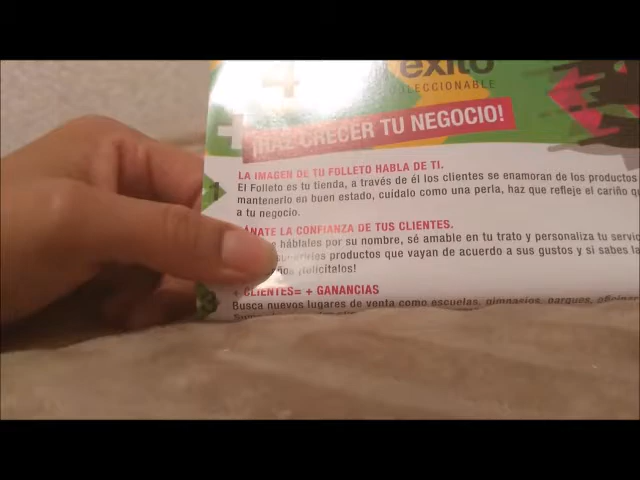 éxito
COLECCIONABLE
¡HAZ CRECER TU NEGOCIO!
LA IMAGEN DE TU FOLLETO HABLA DE TI.
1
El Folleto es tu tienda, a través de él los clientes se enamoran de los productos
mantenerlo en buen estado, cuídalo como una perla, haz que refleje el cariño q
a tu negocio.
ÁNATE LA CONFIANZA DE TUS CLIENTES.
e háblales por su nombre, sé amable en tu trato y personaliza tu servic
productos que vayan de acuerdo a sus gustos y si sabes la
¡felicítalos!
+ CLIENTES= + GANANCIAS
Busca nuevos lugares de venta como escuelas, gimnasios, parques, oficinas